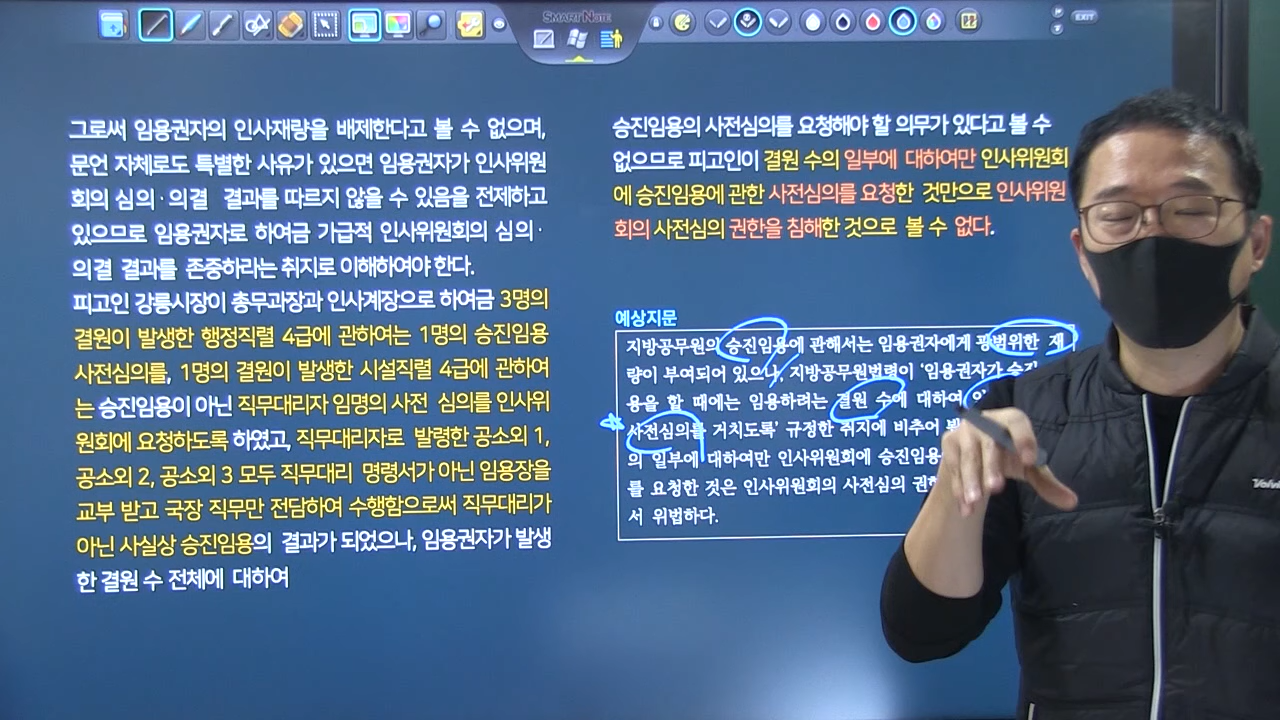 SMART NOTE
EXIT
그로써 임용권자의 인사재량을 배제한다고 볼 수 없으며,
문언 자체로도 특별한 사유가 있으면 임용권자가 인사위원
회의 심의·의결 결과를 따르지 않을 수 있음을 전제하고
있으므로 임용권자로 하여금 가급적 인사위원회의 심의·
의결 결과를 존중하라는 취지로 이해하여야 한다.
피고인 강릉시장이 총무과장과 인사계장으로 하여금 3명의
결원이 발생한 행정직렬 4급에 관하여는 1명의 승진임용
사전심의를, 1명의 결원이 발생한 시설직렬 4급에 관하여
는 승진임용이 아닌 직무대리자 임명의 사전 심의를 인사위
원회에 요청하도록 하였고, 직무대리자로 발령한 공소외 1,
공소외 2, 공소외 3 모두 직무대리 명령서가 아닌 임용장을
교부 받고 국장 직무만 전담하여 수행함으로써 직무대리가
아닌 사실상 승진임용의 결과가 되었으나, 임용권자가 발생
한 결원 수 전체에 대하여
승진임용의 사전심의를 요청해야 할 의무가 있다고 볼 수
없으므로 피고인이 결원 수의 일부에 대하여만 인사위원회
에 승진임용에 관한 사전심의를 요청한 것만으로 인사위원
회의 사전심의 권한을 침해한 것으로 볼 수 없다.
예상지문
지방공무원의 승진임용에 관해서는 임용권자에게 광범위한 재
량이 부여되어 있으나, 지방공무원법령이 '임용권자가 승진
용을 할 때에는 임용하려는 결원 수에 대하여
사전심의를 거치도록' 규정한 취지에 비추어
의 일부에 대하여만 인사위원회에 승진임용
를 요청한 것은 인사위원회의 사전심의 권한
서 위법하다.